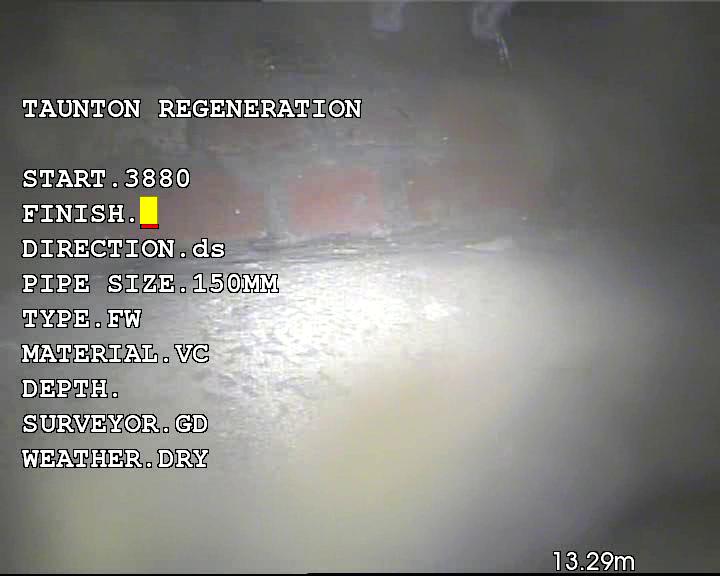 TAUNTON REGENERATION
START.3880
FINISH.
DIRECTION.ds
PIPE SIZE.150MM
TYPE.FW
MATERIAL.VC
DEPTH.
SURVEYOR.GD
WEATHER.DRY
13.29m